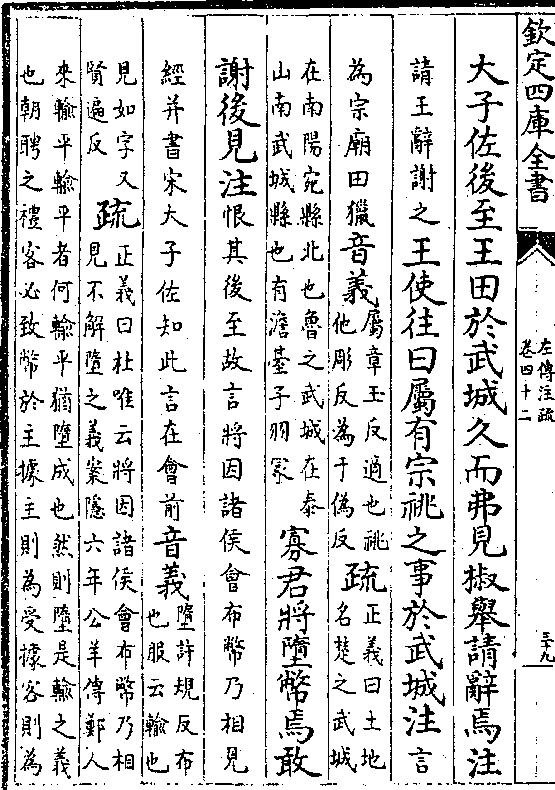 欽定四庫全書
左傳注疏
卷四十二
三十九
大子佐後至王田於武城久而弗見椒舉請辭焉注
請王辭謝之王使往曰屬有宗祧之事於武城注言
為宗廟田獵音義屬章玉反適也祧
他彫反為于偽反疏正義曰土地
名楚之武城
在南陽宛縣北也魯之武城在泰
山南武城縣也有澹臺子羽冢寡君將墮幣焉敢
謝後見注恨其後至故言將因諸侯會布幣乃相見
經并書宋大子佐知此言在會前音義墮許規反布
也服云輸也
見如字又
賢遍反疏正義曰杜唯云將因諸侯會布幣乃相
見不解墮之義案隱六年公羊傳鄭人
來輸平輸平者何輸平猶墮成也然則墮是輸之義
也朝聘之禮客必致幣於主據主則為受據客則為